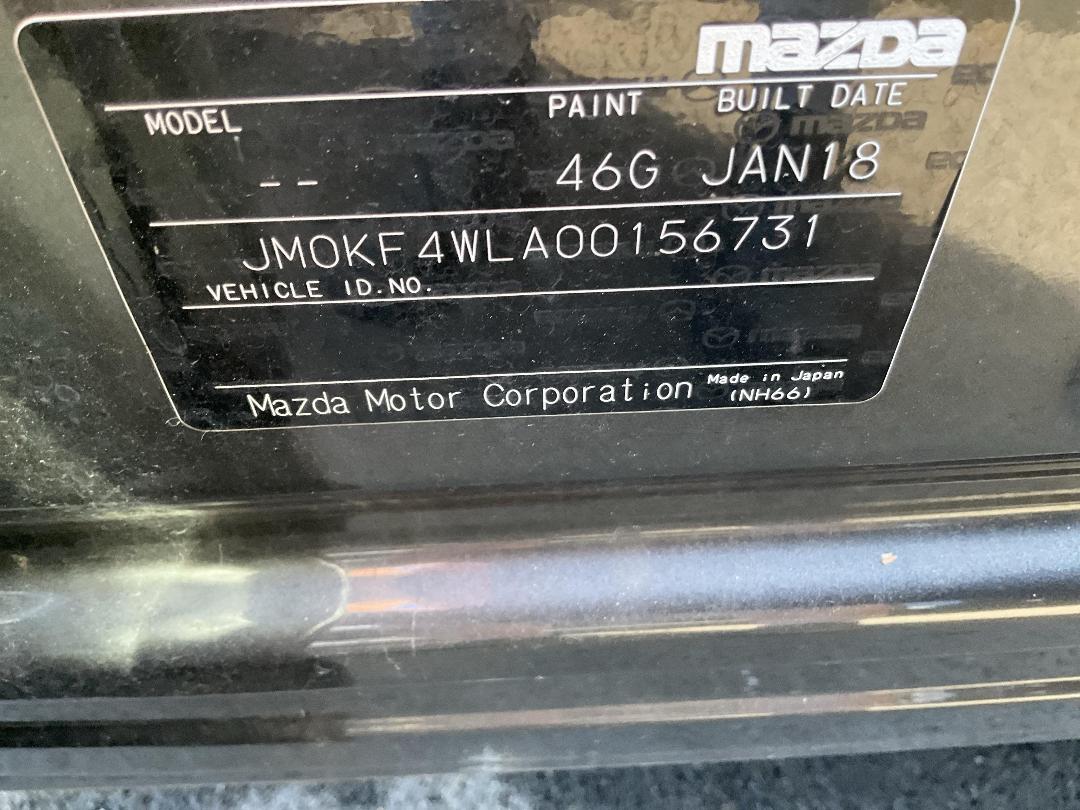 mazda
MODEL PAINT BUILT DATE
-- 46G JAN18
JM0KF4WLA00156731
VEHICLE ID.NO.
Mazda Motor Corporation Made in Japan
(NH66)